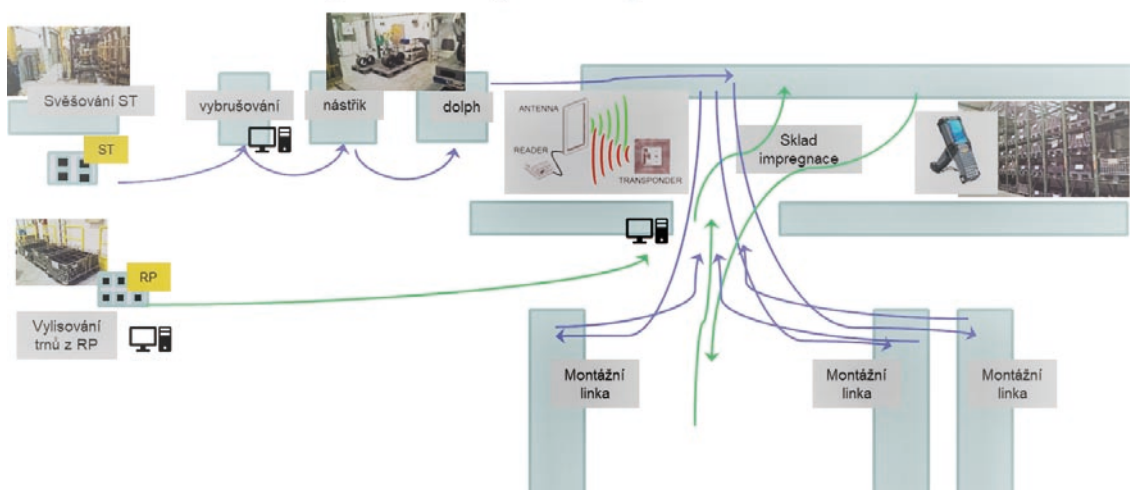 Svěšování ST
vybrušování
nástřik
dolph
ST
ANTENNA
READER
TRANSPONDER
Sklad
impregnace
RP
Vylisování
trnů z RP
Montážní
linka
Montážní
linka
Montážní
linka